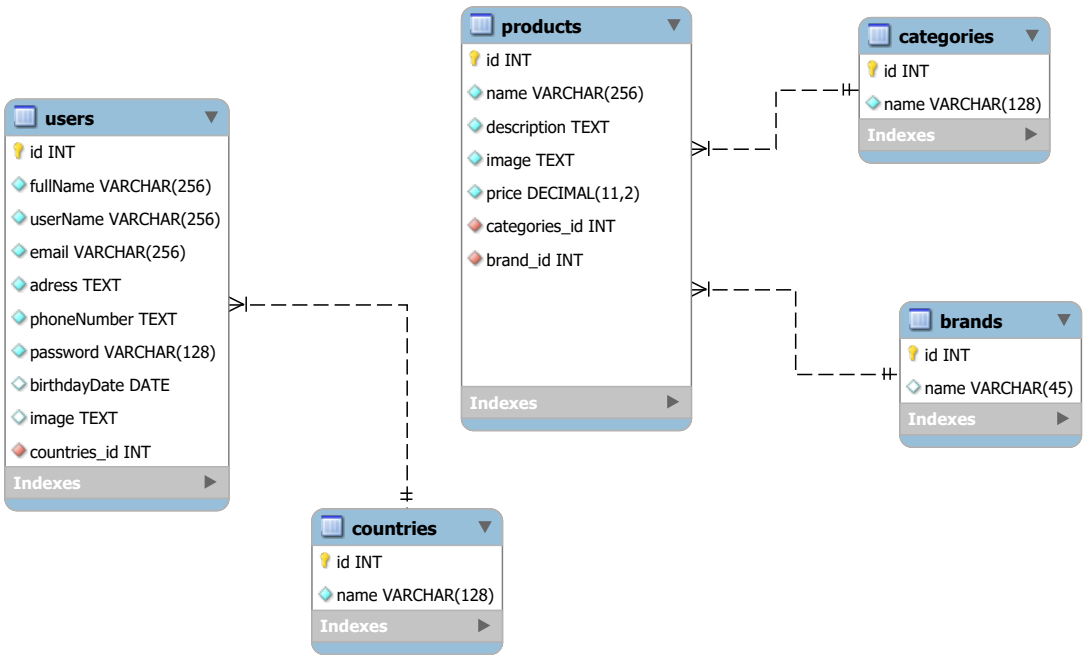 users
id INT
fullName VARCHAR(256)
userName VARCHAR(256)
email VARCHAR(256)
adress TEXT
phoneNumber TEXT
password VARCHAR(128)
birthdayDate DATE
image TEXT
countries_id INT
Indexes
products
id INT
name VARCHAR(256)
description TEXT
image TEXT
price DECIMAL(11,2)
categories_id INT
brand_id INT
Indexes
categories
id INT
name VARCHAR(128)
Indexes
brands
id INT
name VARCHAR(45)
Indexes
countries
id INT
name VARCHAR(128)
Indexes